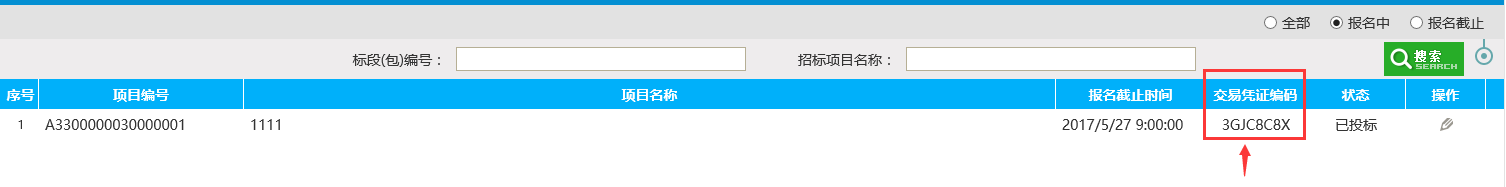 全部 报名中 报名截止
标段(包)编号： 招标项目名称： 搜索 SEARCH
序号 项目编号 项目名称 报名截止时间 交易凭证编码 状态 操作
1 A3300000030000001 1111 2017/5/27 9:00:00 3GJC8C8X 已投标